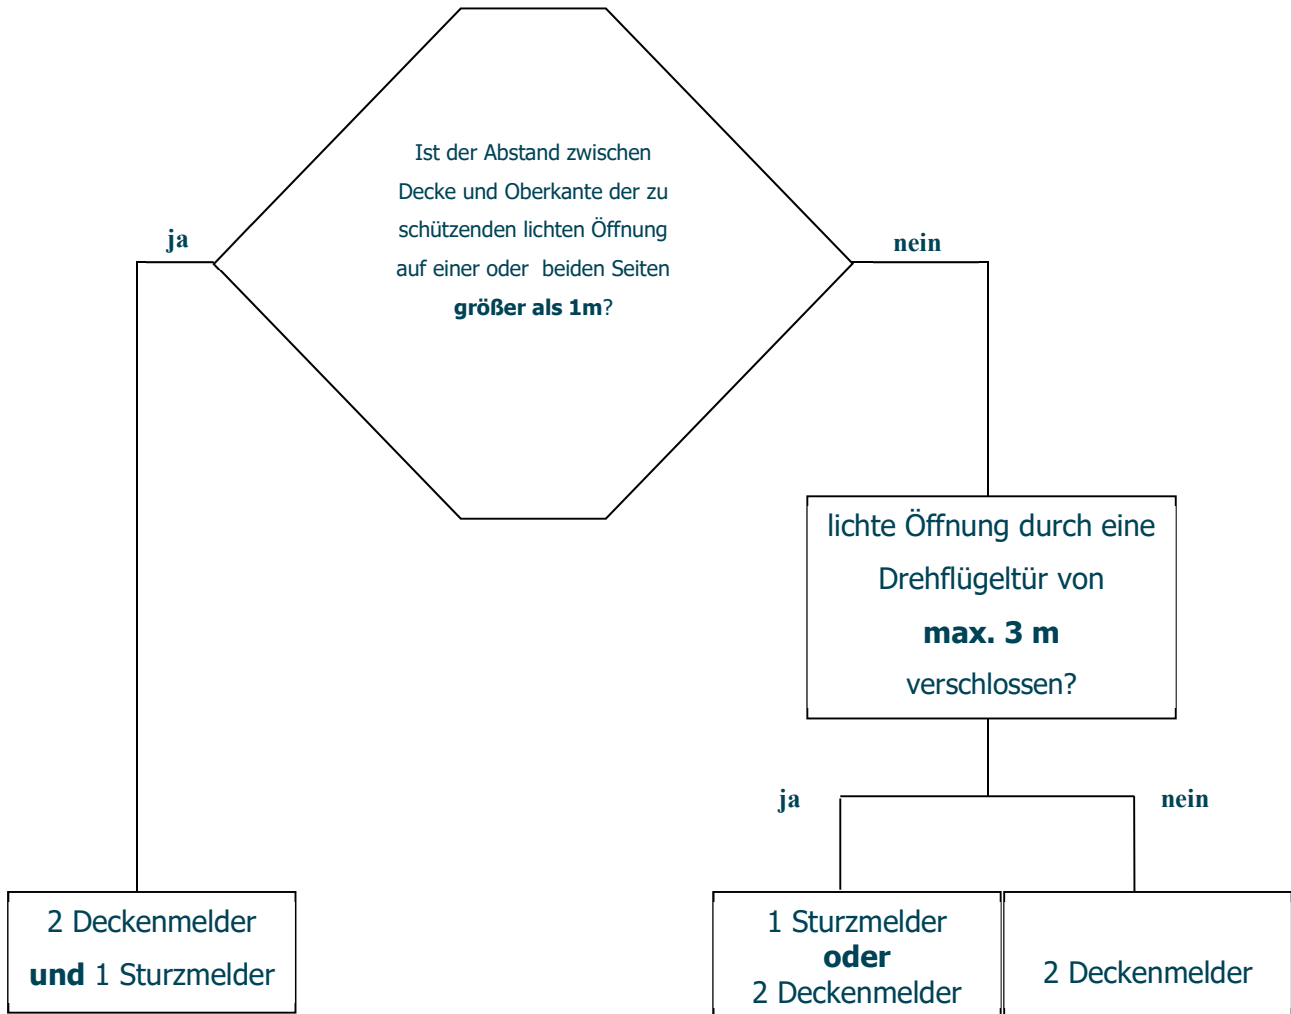 Ist der Abstand zwischen
Decke und Oberkante der zu
schützenden lichten Öffnung
auf einer oder beiden Seiten
größer als 1m?
ja
nein
lichte Öffnung durch eine
Drehflügeltür von
max. 3 m
verschlossen?
ja
nein
2 Deckenmelder
und 1 Sturzmelder
1 Sturzmelder
oder
2 Deckenmelder
2 Deckenmelder